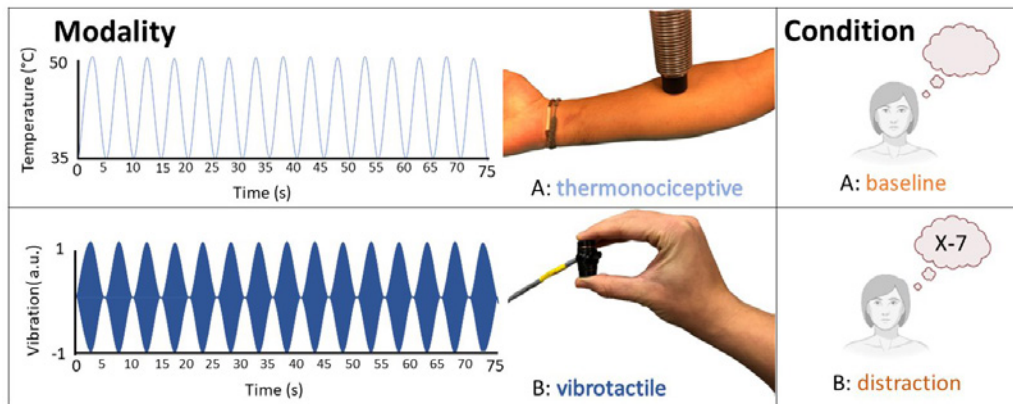 Modality
Temperature (°C)
50
35
0 5 10 15 20 25 30 35 40 45 50 55 60 65 70 75
Time (s)
A: thermonociceptive
Condition
A: baseline
Vibration( a.u.)
1
-1
0 5 10 15 20 25 30 35 40 45 50 55 60 65 70 75
Time (s)
B: vibrotactile
X-7
B: distraction